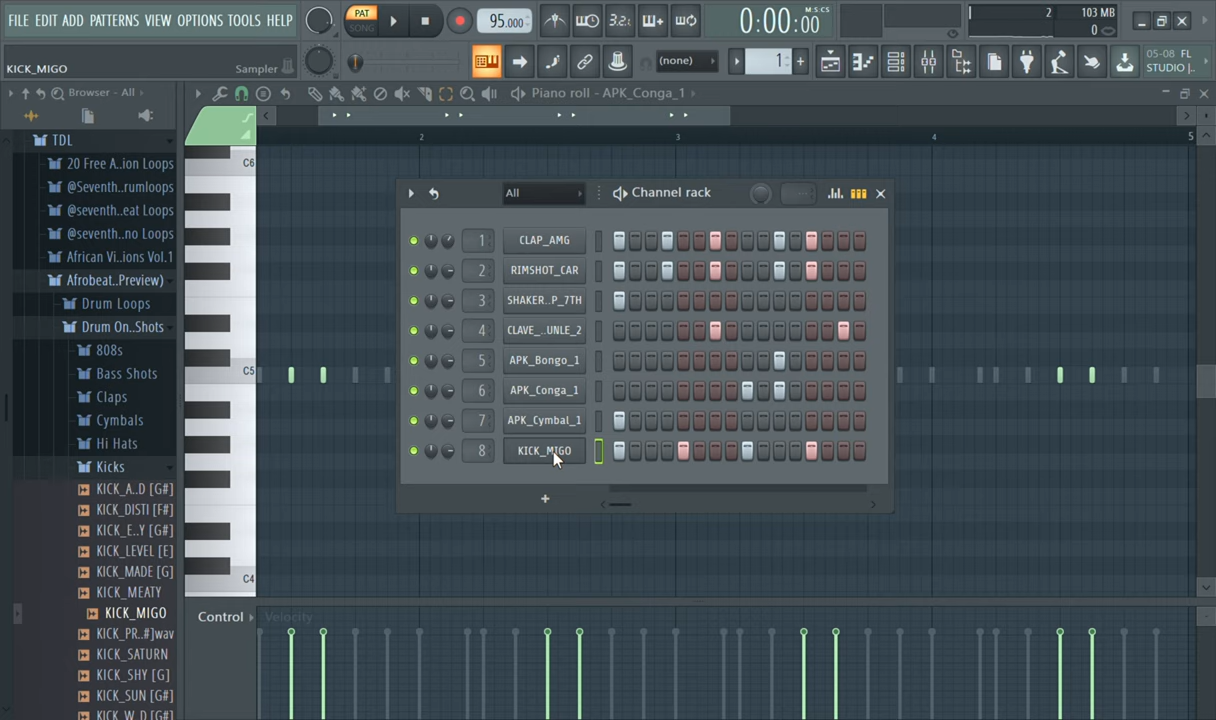 FILE EDIT ADD PATTERNS VIEW OPTIONS TOOLS HELP
PAT
SONG
95.000
3.2..
0:00:00
M:S:CS
2
103 MB
0
KICK_MIGO
Sampler
(none)
1
05-08 FL
STUDIO |..
Browser - All
Piano roll - APK_Conga_1
TDL
20 Free A..ion Loops
@Seventh..rumloops
@seventh..eat Loops
@seventh..no Loops
African Vi..ions Vol.1
Afrobeat..Preview)
Drum Loops
Drum On..Shots
808s
Bass Shots
Claps
Cymbals
Hi Hats
Kicks
KICK_A..D [G#]
KICK_DISTI [F#]
KICK_E..Y [G#]
KICK_LEVEL [E]
KICK_MADE [G]
KICK_MEATY
KICK_MIGO
KICK_PR..#]wav
KICK_SATURN
KICK_SHY [G]
KICK_SUN [G#]
KICK_W..D [G#]
2
3
4
5
C6
C5
C4
All
Channel rack
1 CLAP_AMG
2 RIMSHOT_CAR
3 SHAKER..P_7TH
4 CLAVE_..UNLE_2
5 APK_Bongo_1
6 APK_Conga_1
7 APK_Cymbal_1
8 KICK_MIGO
+
Control
Velocity